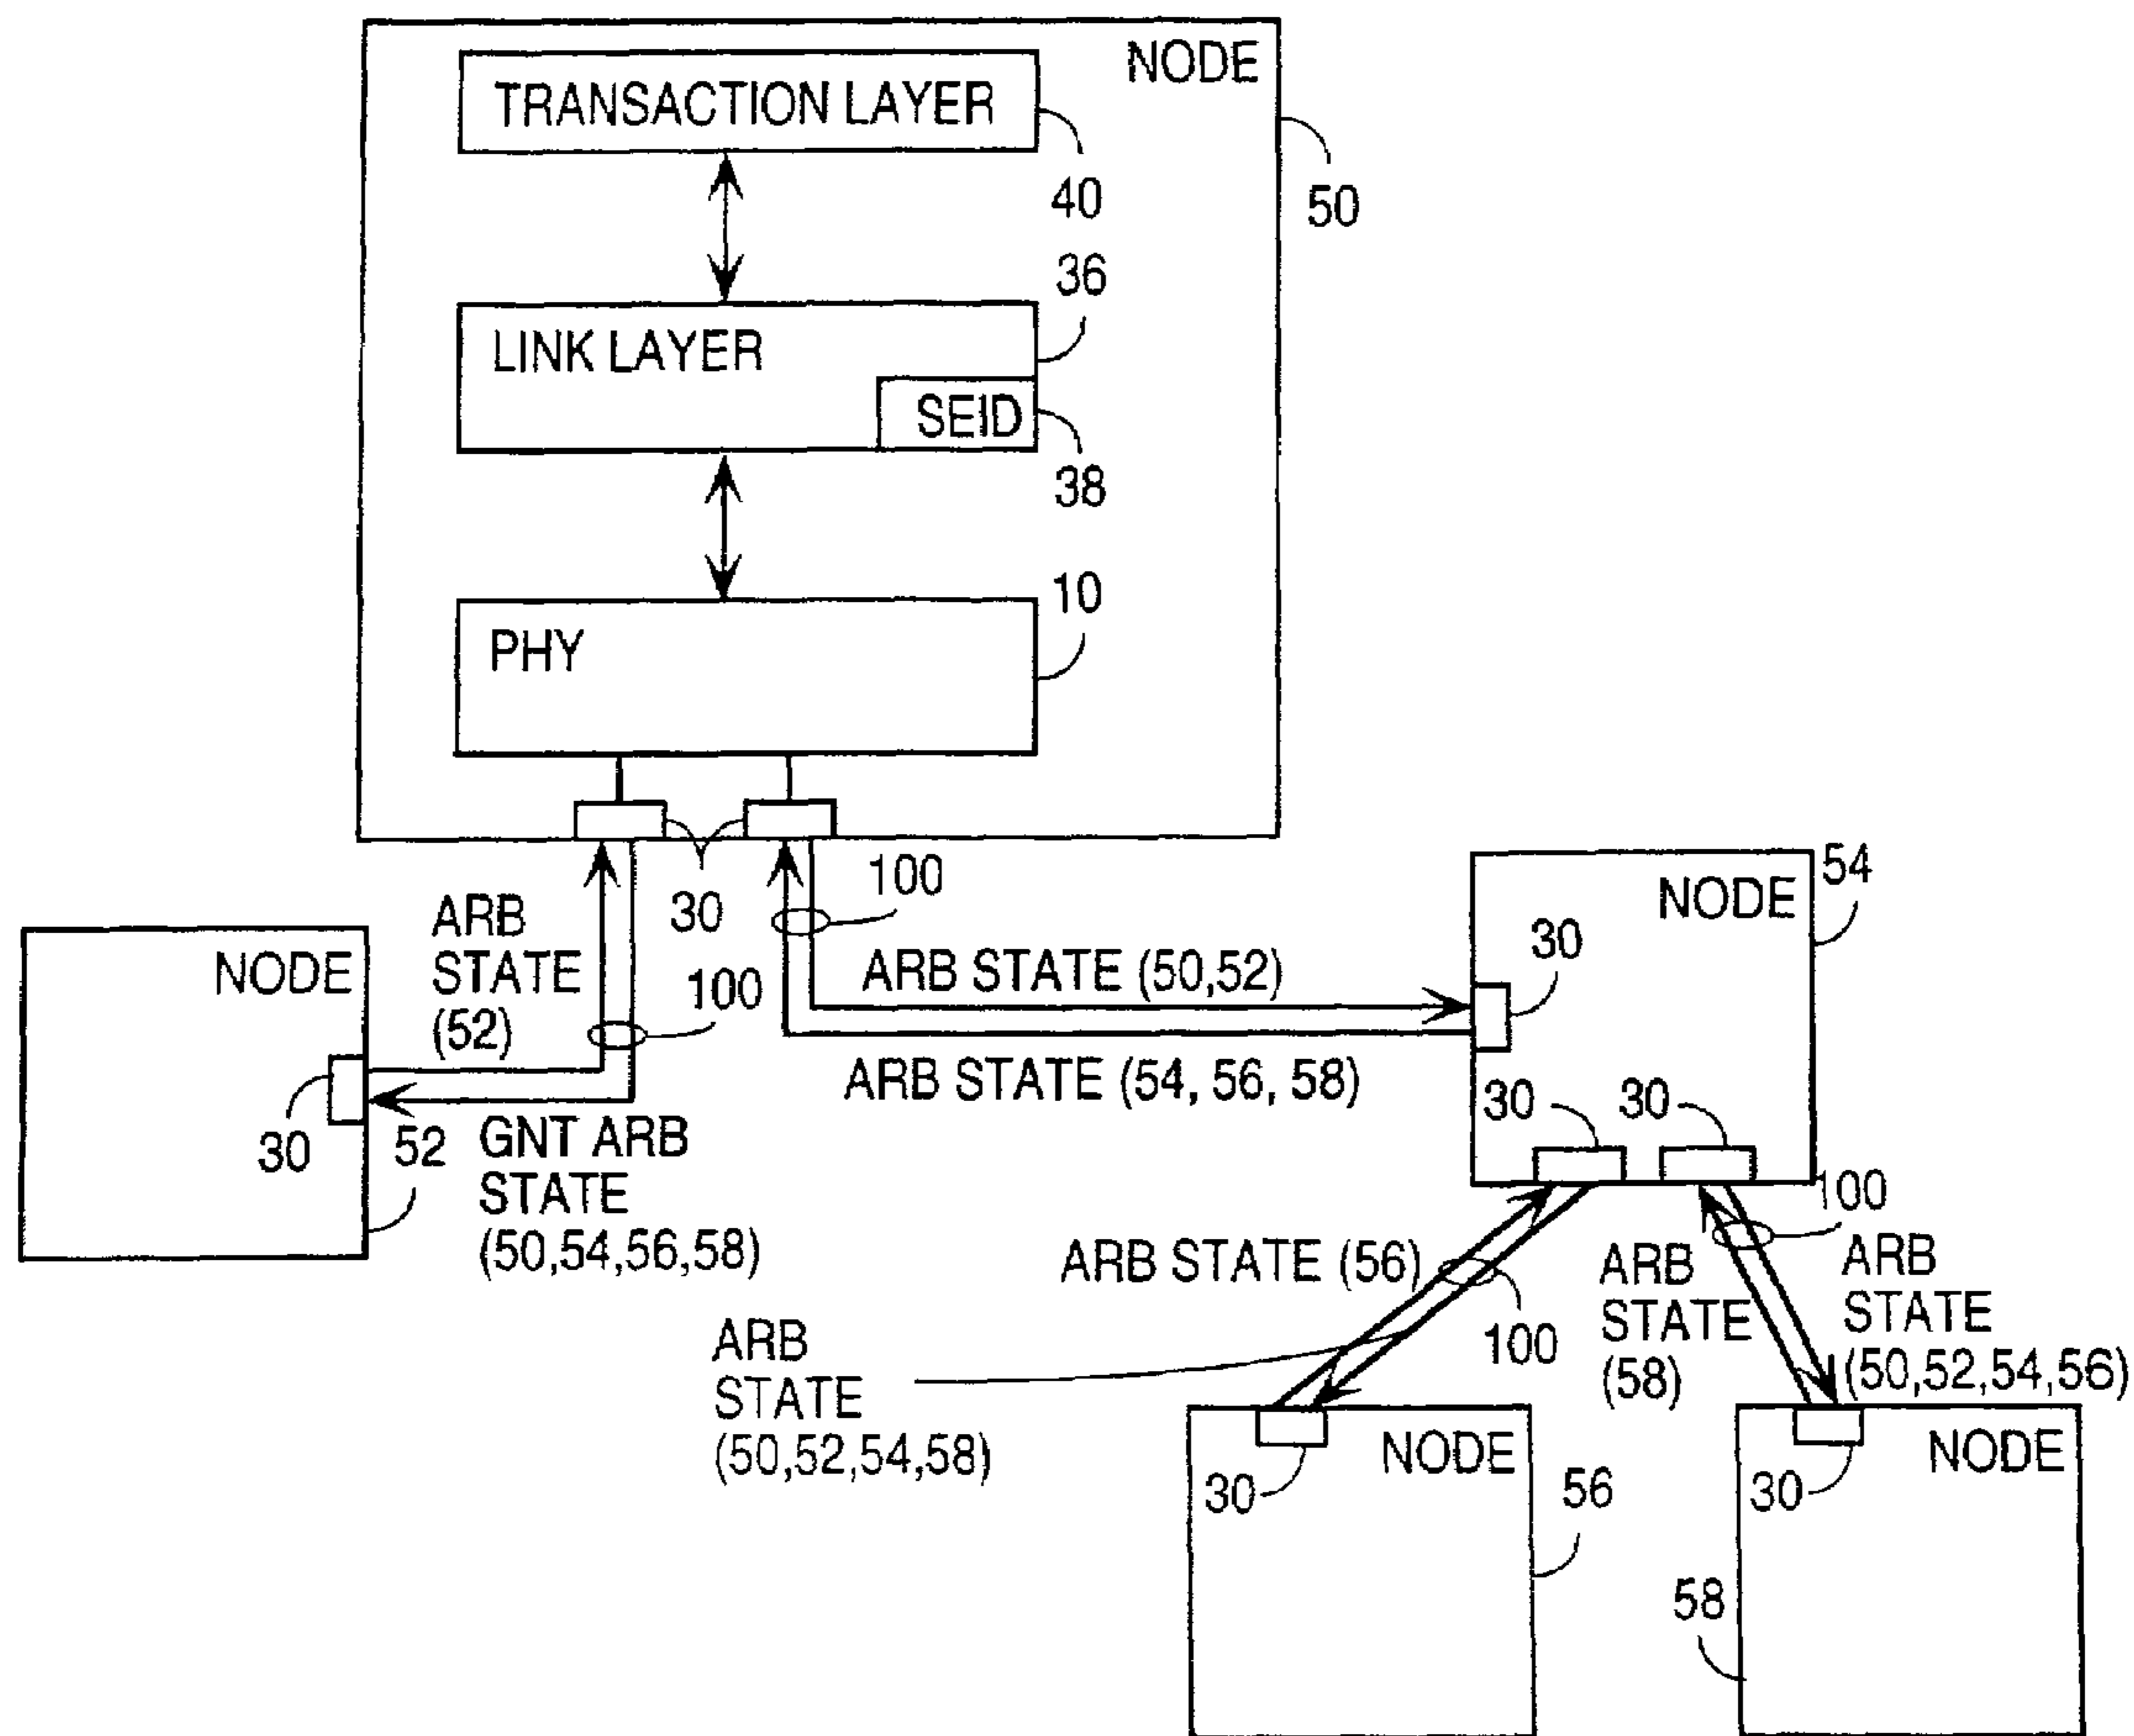 NODE
TRANSACTION LAYER
40
50
36
LINK LAYER
SEID
38
10
PHY
30
100
ARB
STATE
(52)
100
NODE
30
52
GNT ARB
STATE
(50,54,56,58)
ARB STATE (50,52)
ARB STATE (54, 56, 58)
54
NODE
30
30
30
100
ARB STATE (56)
100
ARB
STATE
(58)
ARB
STATE
(50,52,54,56)
ARB
STATE
(50,52,54,58)
NODE
30
56
NODE
30
58